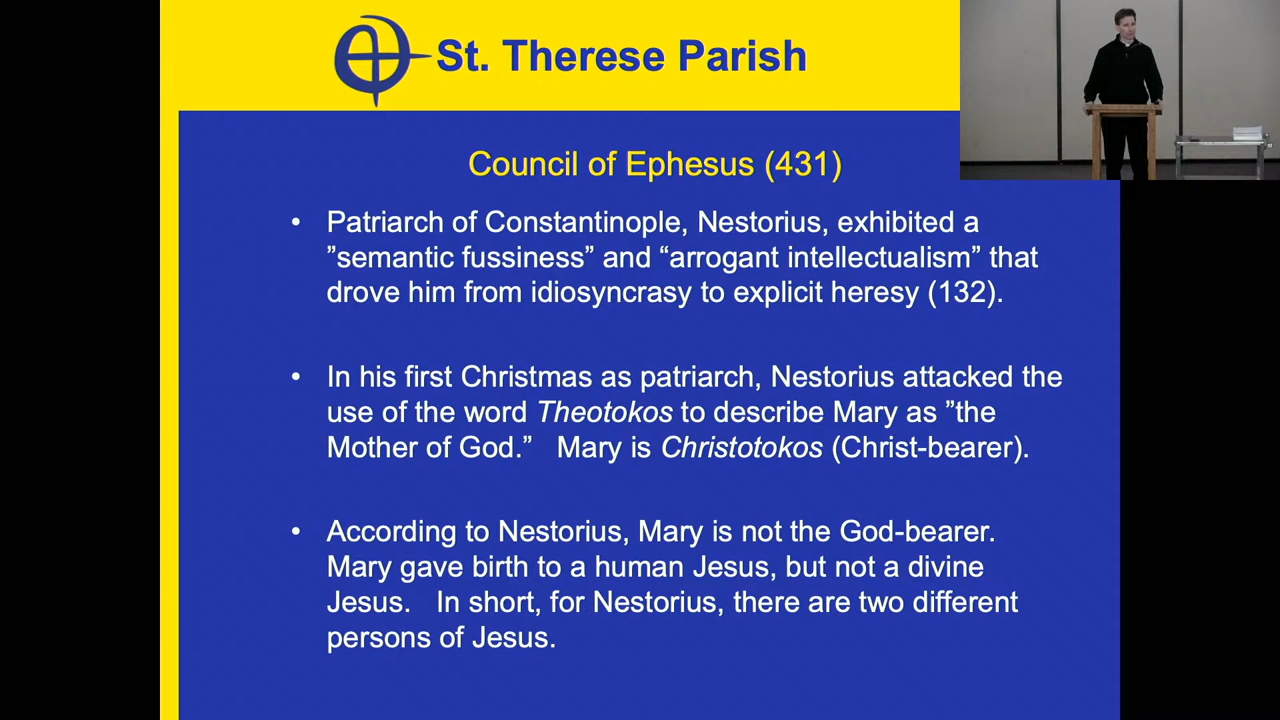 St. Therese Parish
Council of Ephesus (431)
• Patriarch of Constantinople, Nestorius, exhibited a
”semantic fussiness” and “arrogant intellectualism” that
drove him from idiosyncrasy to explicit heresy (132).
• In his first Christmas as patriarch, Nestorius attacked the
use of the word Theotokos to describe Mary as ”the
Mother of God.” Mary is Christotokos (Christ-bearer).
• According to Nestorius, Mary is not the God-bearer.
Mary gave birth to a human Jesus, but not a divine
Jesus. In short, for Nestorius, there are two different
persons of Jesus.